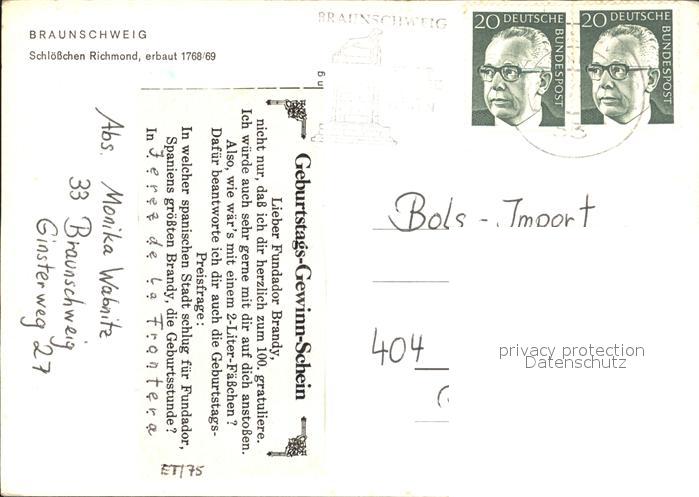 BRAUNSCHWEIG
Schlößchen Richmond, erbaut 1768/69
BRAUNSCHWEIG
20 DEUTSCHE
BUNDESPOST
20 DEUTSCHE
BUNDESPOST
Geburtstags-Gewinn-Schein
Lieber Fundador Brandy,
nicht nur, daß ich dir herzlich zum 100. gratuliere.
Ich würde auch sehr gerne mit dir auf dich anstoßen.
Also, wie wär's mit einem 2-Liter-Fäßchen?
Dafür beantworte ich dir auch die Geburtstags-
Preisfrage:
In welcher spanischen Stadt schlug für Fundador,
Spaniens größten Brandy, die Geburtsstunde?
In Jerez de la Frontera
Abs. Monika Wabnitz
33 Braunschweig
Ginsterweg 27
ET/75
Bols - Import
404
privacy protection
Datenschutz